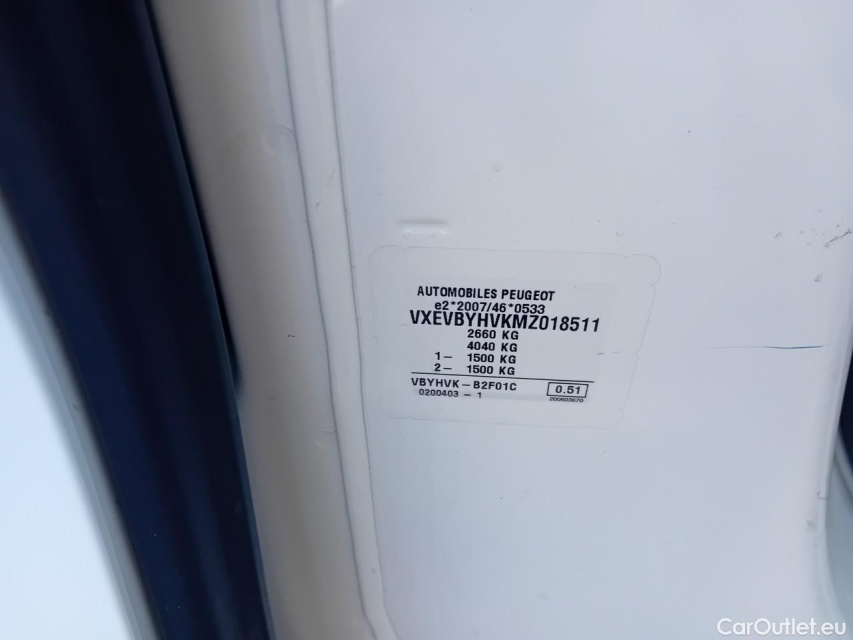 AUTOMOBILES PEUGEOT
e2*2007/46*0533
VXEVBYHVKMZ018511
2660 KG
4040 KG
1- 1500 KG
2- 1500 KG
VBYHVK-B2F01C 0.51
0200403-1 200603070
CarOutlet.eu